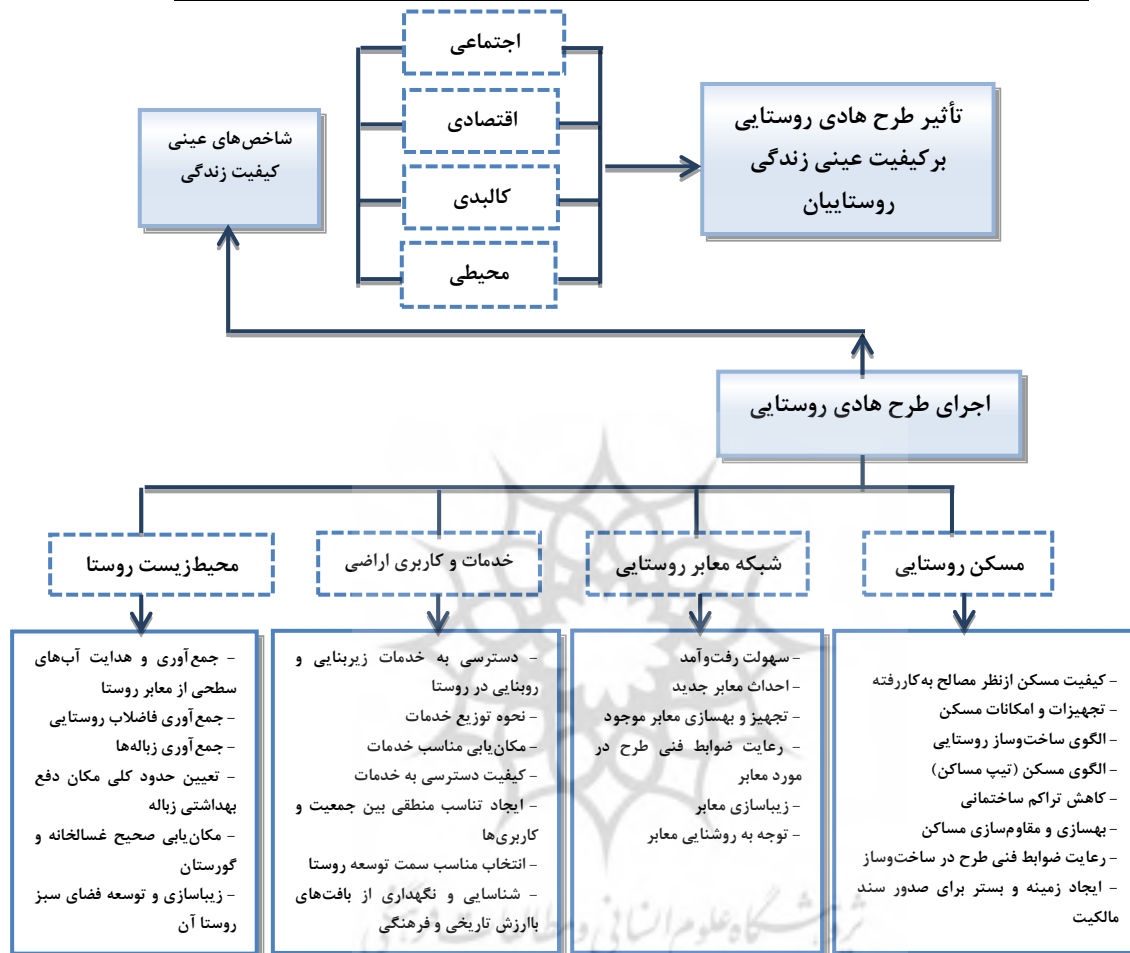 اجتماعی
اقتصادی
کالبدی
محیطی
تأثیر طرح هادی روستایی
برکیفیت عینی زندگی
روستاییان
شاخص‌های عینی
کیفیت زندگی
اجرای طرح هادی روستایی
مسکن روستایی
شبکه معابر روستایی
خدمات و کاربری اراضی
محیط‌زیست روستا
- کیفیت مسکن ازنظر مصالح به‌کاررفته
- تجهیزات و امکانات مسکن
- الگوی ساخت‌وساز روستایی
- الگوی مسکن (تیپ مساکن)
- کاهش تراکم ساختمانی
- بهسازی و مقاوم‌سازی مساکن
- رعایت ضوابط فنی طرح در ساخت‌وساز
- ایجاد زمینه و بستر برای صدور سند
مالکیت
- سهولت رفت‌وآمد
- احداث معابر جدید
- تجهیز و بهسازی معابر موجود
- رعایت ضوابط فنی طرح در
مورد معابر
- زیباسازی معابر
- توجه به روشنایی معابر
- دسترسی به خدمات زیربنایی و
روبنایی در روستا
- نحوه توزیع خدمات
- مکان‌یابی مناسب خدمات
- کیفیت دسترسی به خدمات
- ایجاد تناسب منطقی بین جمعیت و
کاربری‌ها
- انتخاب مناسب سمت توسعه روستا
- شناسایی و نگهداری از بافت‌های
باارزش تاریخی و فرهنگی
- جمع‌آوری و هدایت آب‌های
سطحی از معابر روستا
- جمع‌آوری فاضلاب روستایی
- جمع‌آوری زباله‌ها
- تعیین حدود کلی مکان دفع
بهداشتی زباله
- مکان‌یابی صحیح غسالخانه و
گورستان
- زیباسازی و توسعه فضای سبز
روستا آن
پژوهشگاه علوم انسانی و مطالعات فرهنگی